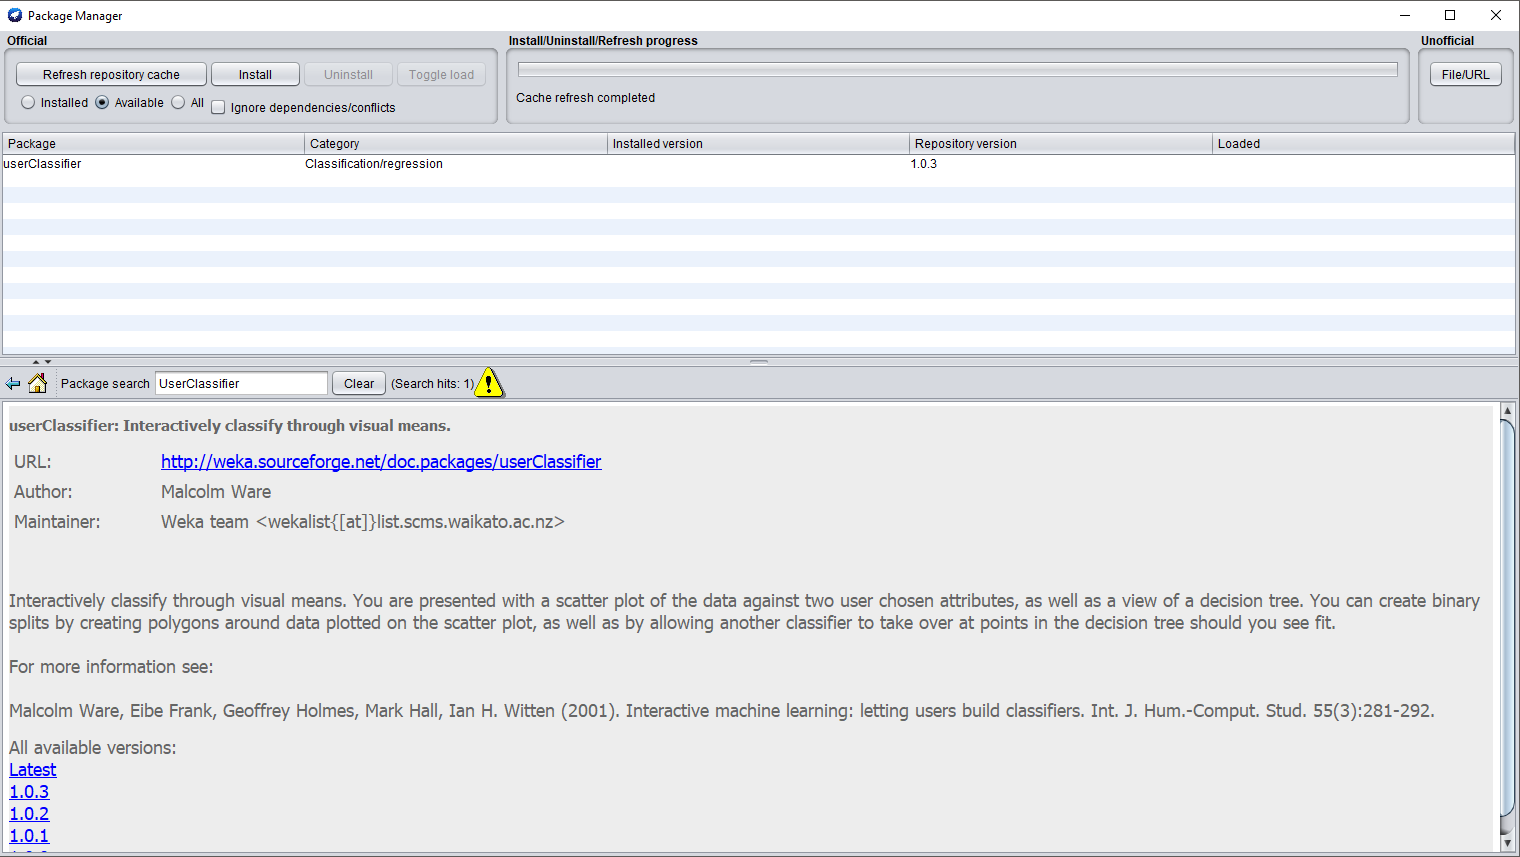 Package Manager
Official
Install/Uninstall/Refresh progress
Unofficial
Refresh repository cache
Install
Uninstall
Toggle load
File/URL
Installed
Available
All
Ignore dependencies/conflicts
Cache refresh completed
Package
Category
Installed version
Repository version
Loaded
userClassifier
Classification/regression
1.0.3
Package search
UserClassifier
Clear
(Search hits: 1)
userClassifier: Interactively classify through visual means.
URL:
http://weka.sourceforge.net/doc.packages/userClassifier
Author:
Malcolm Ware
Maintainer:
Weka team <wekalist{[at]}list.scms.waikato.ac.nz>
Interactively classify through visual means. You are presented with a scatter plot of the data against two user chosen attributes, as well as a view of a decision tree. You can create binary
splits by creating polygons around data plotted on the scatter plot, as well as by allowing another classifier to take over at points in the decision tree should you see fit.
For more information see:
Malcolm Ware, Eibe Frank, Geoffrey Holmes, Mark Hall, Ian H. Witten (2001). Interactive machine learning: letting users build classifiers. Int. J. Hum.-Comput. Stud. 55(3):281-292.
All available versions:
Latest
1.0.3
1.0.2
1.0.1